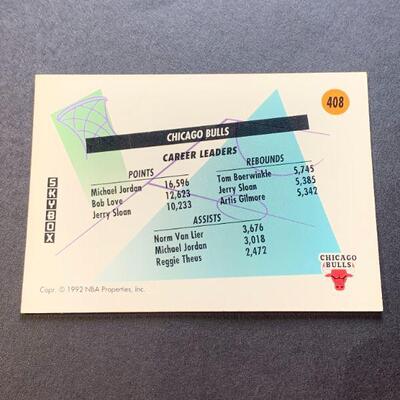 408
CHICAGO BULLS
CAREER LEADERS
POINTS
Michael Jordan 16,596
Bob Love 12,623
Jerry Sloan 10,233
REBOUNDS
Tom Boerwinkle 5,745
Jerry Sloan 5,385
Artis Gilmore 5,342
ASSISTS
Norm Van Lier 3,676
Michael Jordan 3,018
Reggie Theus 2,472
SKYBOX
CHICAGO
BULLS
Copr. © 1992 NBA Properties, Inc.